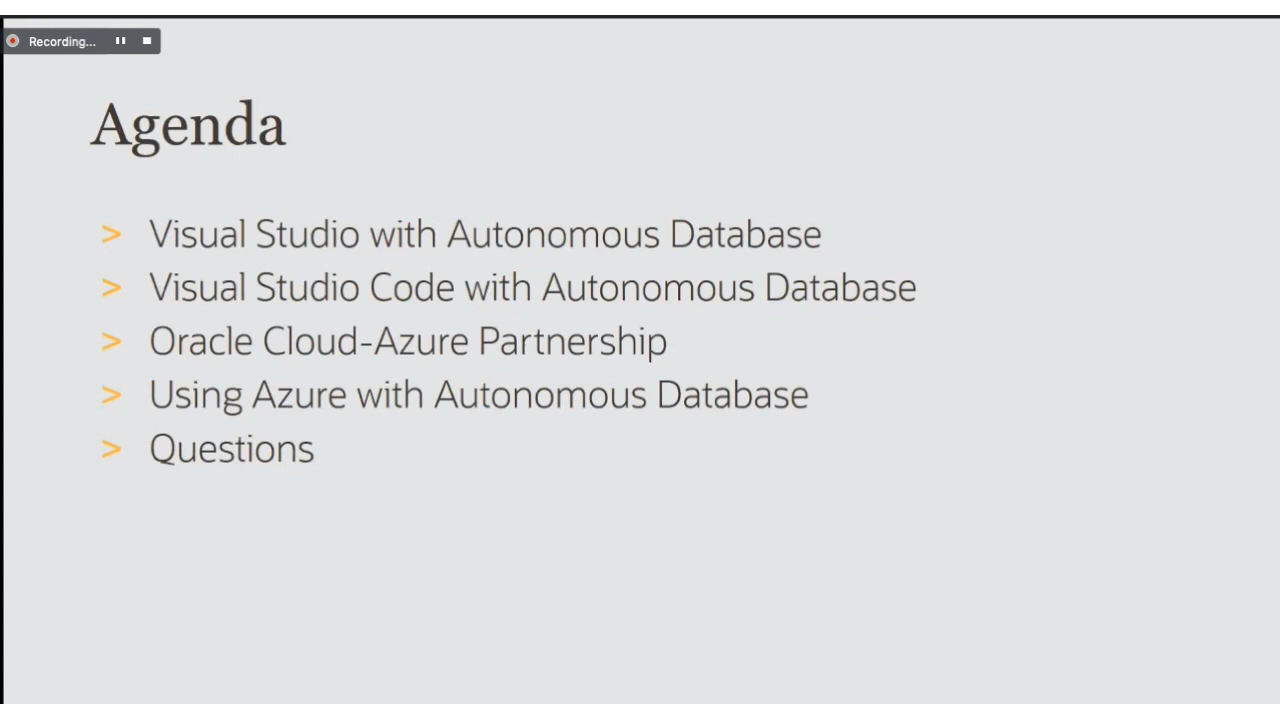 Recording...
Agenda
> Visual Studio with Autonomous Database
> Visual Studio Code with Autonomous Database
> Oracle Cloud-Azure Partnership
> Using Azure with Autonomous Database
> Questions